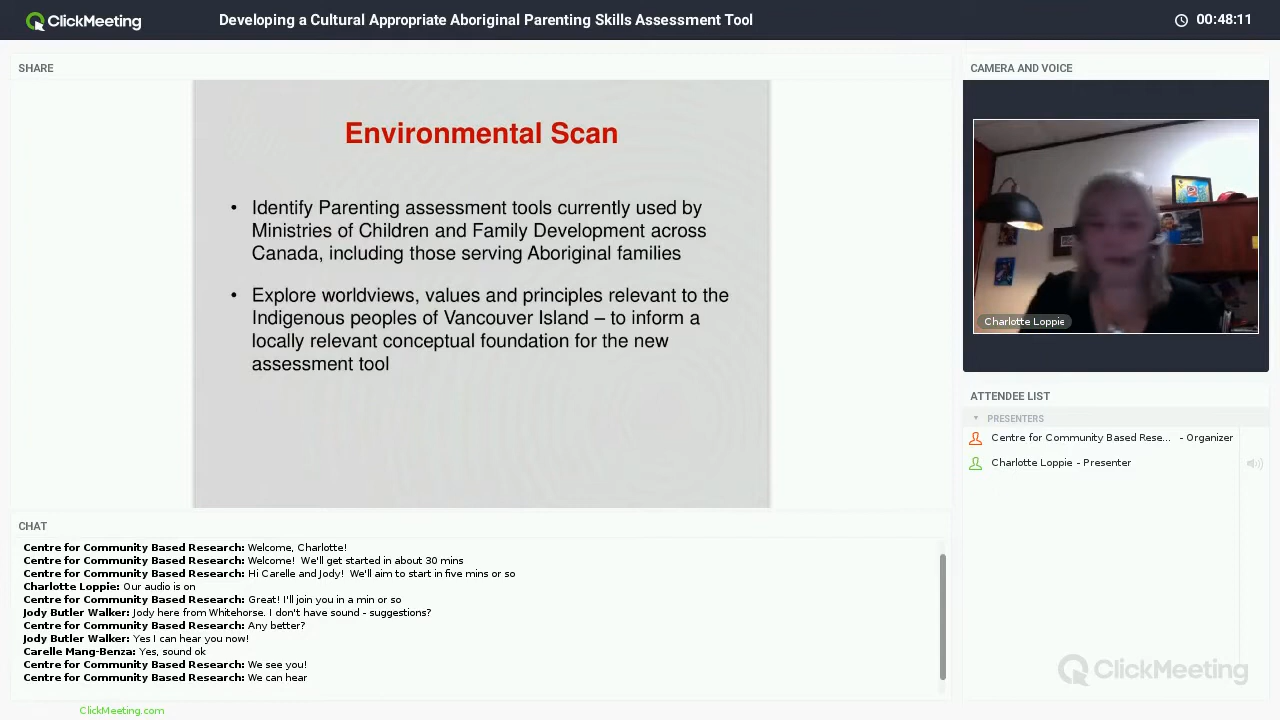 ClickMeeting
Developing a Cultural Appropriate Aboriginal Parenting Skills Assessment Tool
00:48:11
SHARE
Environmental Scan
• Identify Parenting assessment tools currently used by
Ministries of Children and Family Development across
Canada, including those serving Aboriginal families
• Explore worldviews, values and principles relevant to the
Indigenous peoples of Vancouver Island – to inform a
locally relevant conceptual foundation for the new
assessment tool
CAMERA AND VOICE
Charlotte Loppie
ATTENDEE LIST
PRESENTERS
Centre for Community Based Rese... - Organizer
Charlotte Loppie - Presenter
CHAT
Centre for Community Based Research: Welcome, Charlotte!
Centre for Community Based Research: Welcome!  We'll get started in about 30 mins
Centre for Community Based Research: Hi Carelle and Jody!  We'll aim to start in five mins or so
Charlotte Loppie: Our audio is on
Centre for Community Based Research: Great! I'll join you in a min or so
Jody Butler Walker: Jody here from Whitehorse. I don't have sound - suggestions?
Centre for Community Based Research: Any better?
Jody Butler Walker: Yes I can hear you now!
Carelle Mang-Benza: Yes, sound ok
Centre for Community Based Research: We see you!
Centre for Community Based Research: We can hear
ClickMeeting
ClickMeeting.com